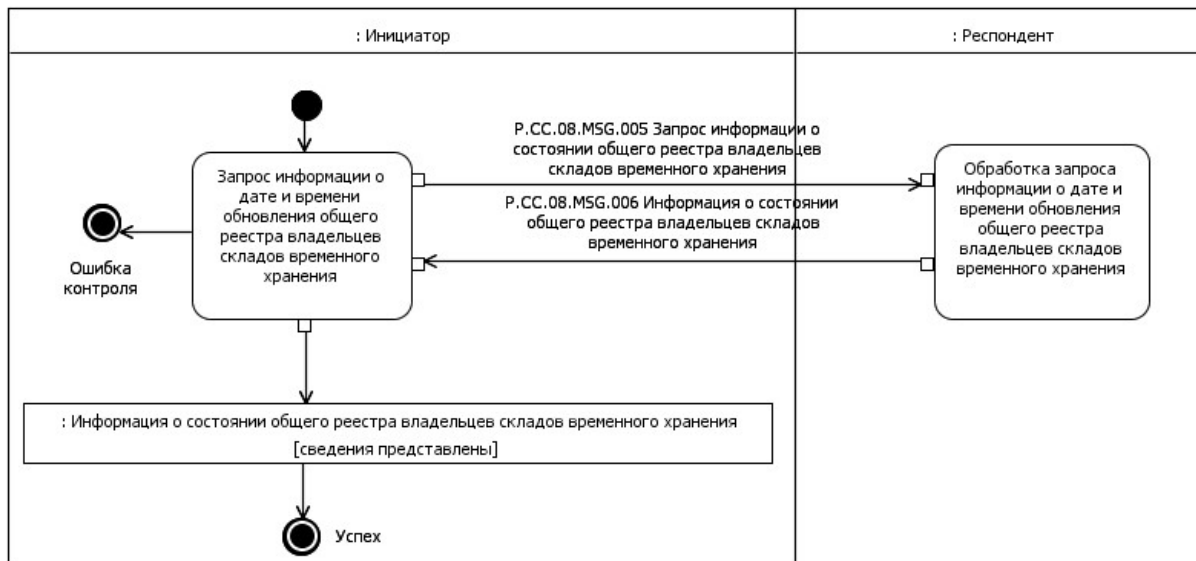 : Инициатор
: Респондент
P.CC.08.MSG.005 Запрос информации о
состоянии общего реестра владельцев
складов временного хранения
Запрос информации о
дате и времени
обновления общего
реестра владельцев
складов временного
хранения
P.CC.08.MSG.006 Информация о состоянии
общего реестра владельцев складов
временного хранения
Обработка запроса
информации о дате и
времени обновления
общего реестра
владельцев складов
временного хранения
Ошибка
контроля
: Информация о состоянии общего реестра владельцев складов временного хранения
[сведения представлены]
Успех